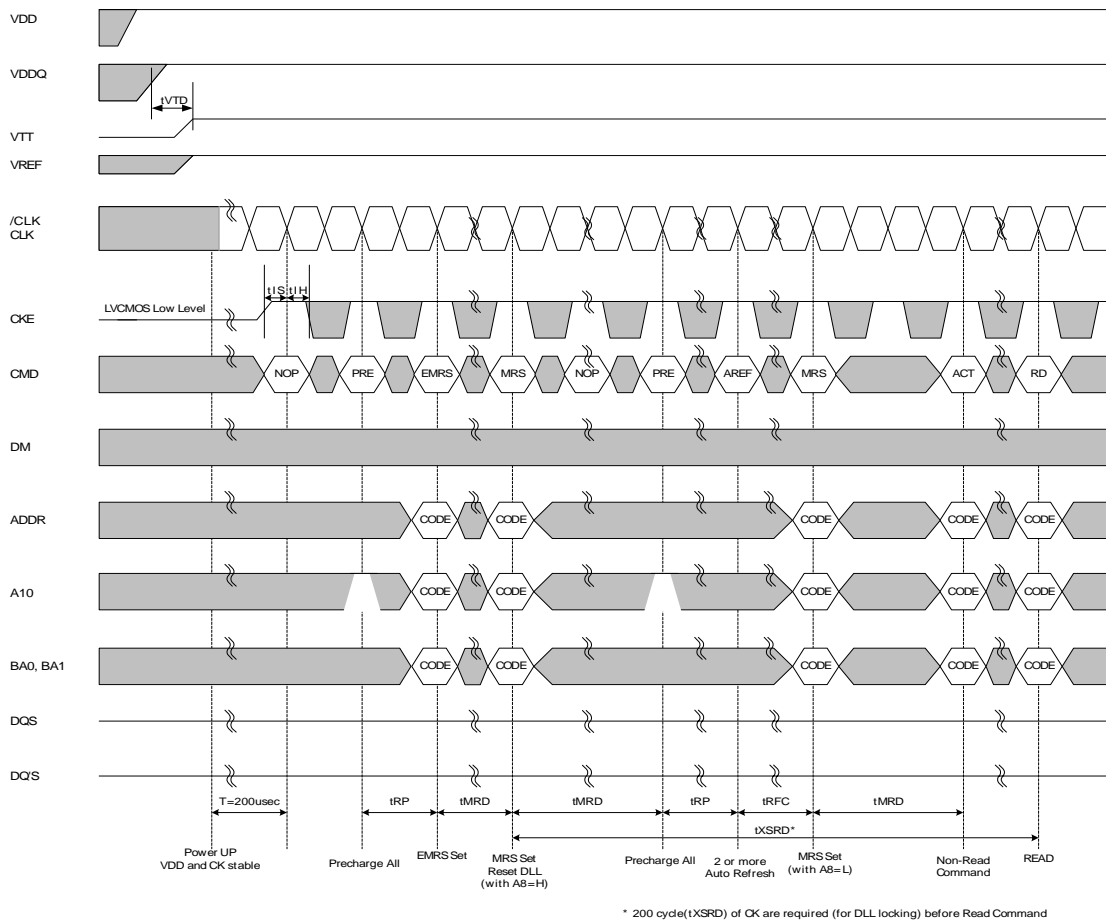 VDD
VDDQ
tVTD
VTT
VREF
/CLK
CLK
tIS tIH
CKE
LVCMOS Low Level
CMD
NOP PRE EMRS MRS NOP PRE AREF MRS ACT RD
DM
ADDR
CODE CODE CODE CODE CODE
A10
CODE CODE CODE CODE CODE
BA0, BA1
CODE CODE CODE CODE CODE
DQS
DQ'S
T=200usec tRP tMRD tMRD tRP tRFC tMRD
tXSRD*
Power UP
VDD and CK stable
Precharge All
EMRS Set
MRS Set
Reset DLL
(with A8=H)
Precharge All
2 or more
Auto Refresh
MRS Set
(with A8=L)
Non-Read
Command
READ
* 200 cycle(tXSRD) of CK are required (for DLL locking) before Read Command